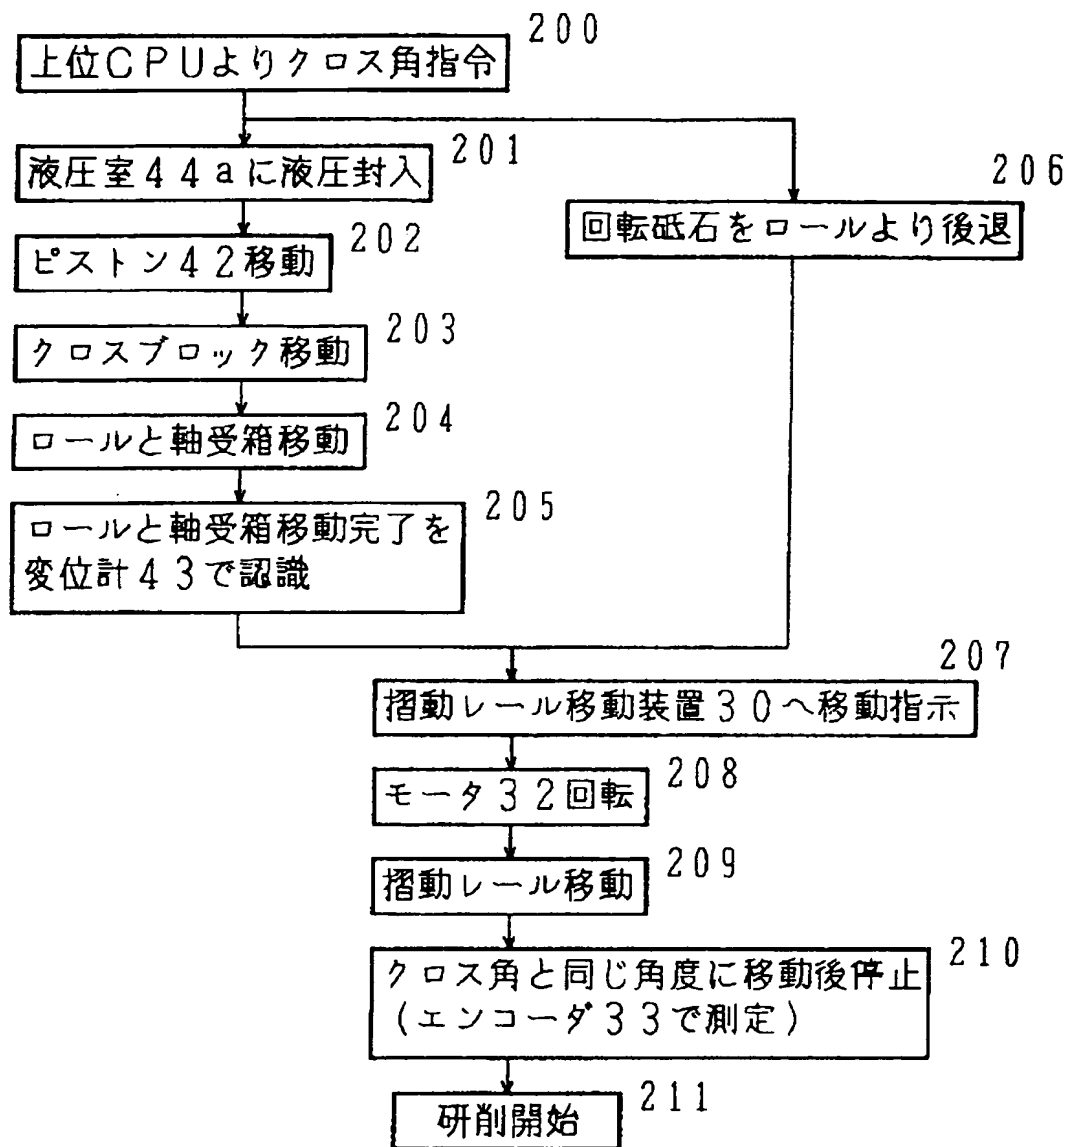 200
上位CPUよりクロス角指令
201
液圧室44aに液圧封入
206
回転砥石をロールより後退
202
ピストン42移動
203
クロスブロック移動
204
ロールと軸受箱移動
205
ロールと軸受箱移動完了を
変位計43で認識
207
摺動レール移動装置30へ移動指示
208
モータ32回転
209
摺動レール移動
210
クロス角と同じ角度に移動後停止
(エンコーダ33で測定)
211
研削開始